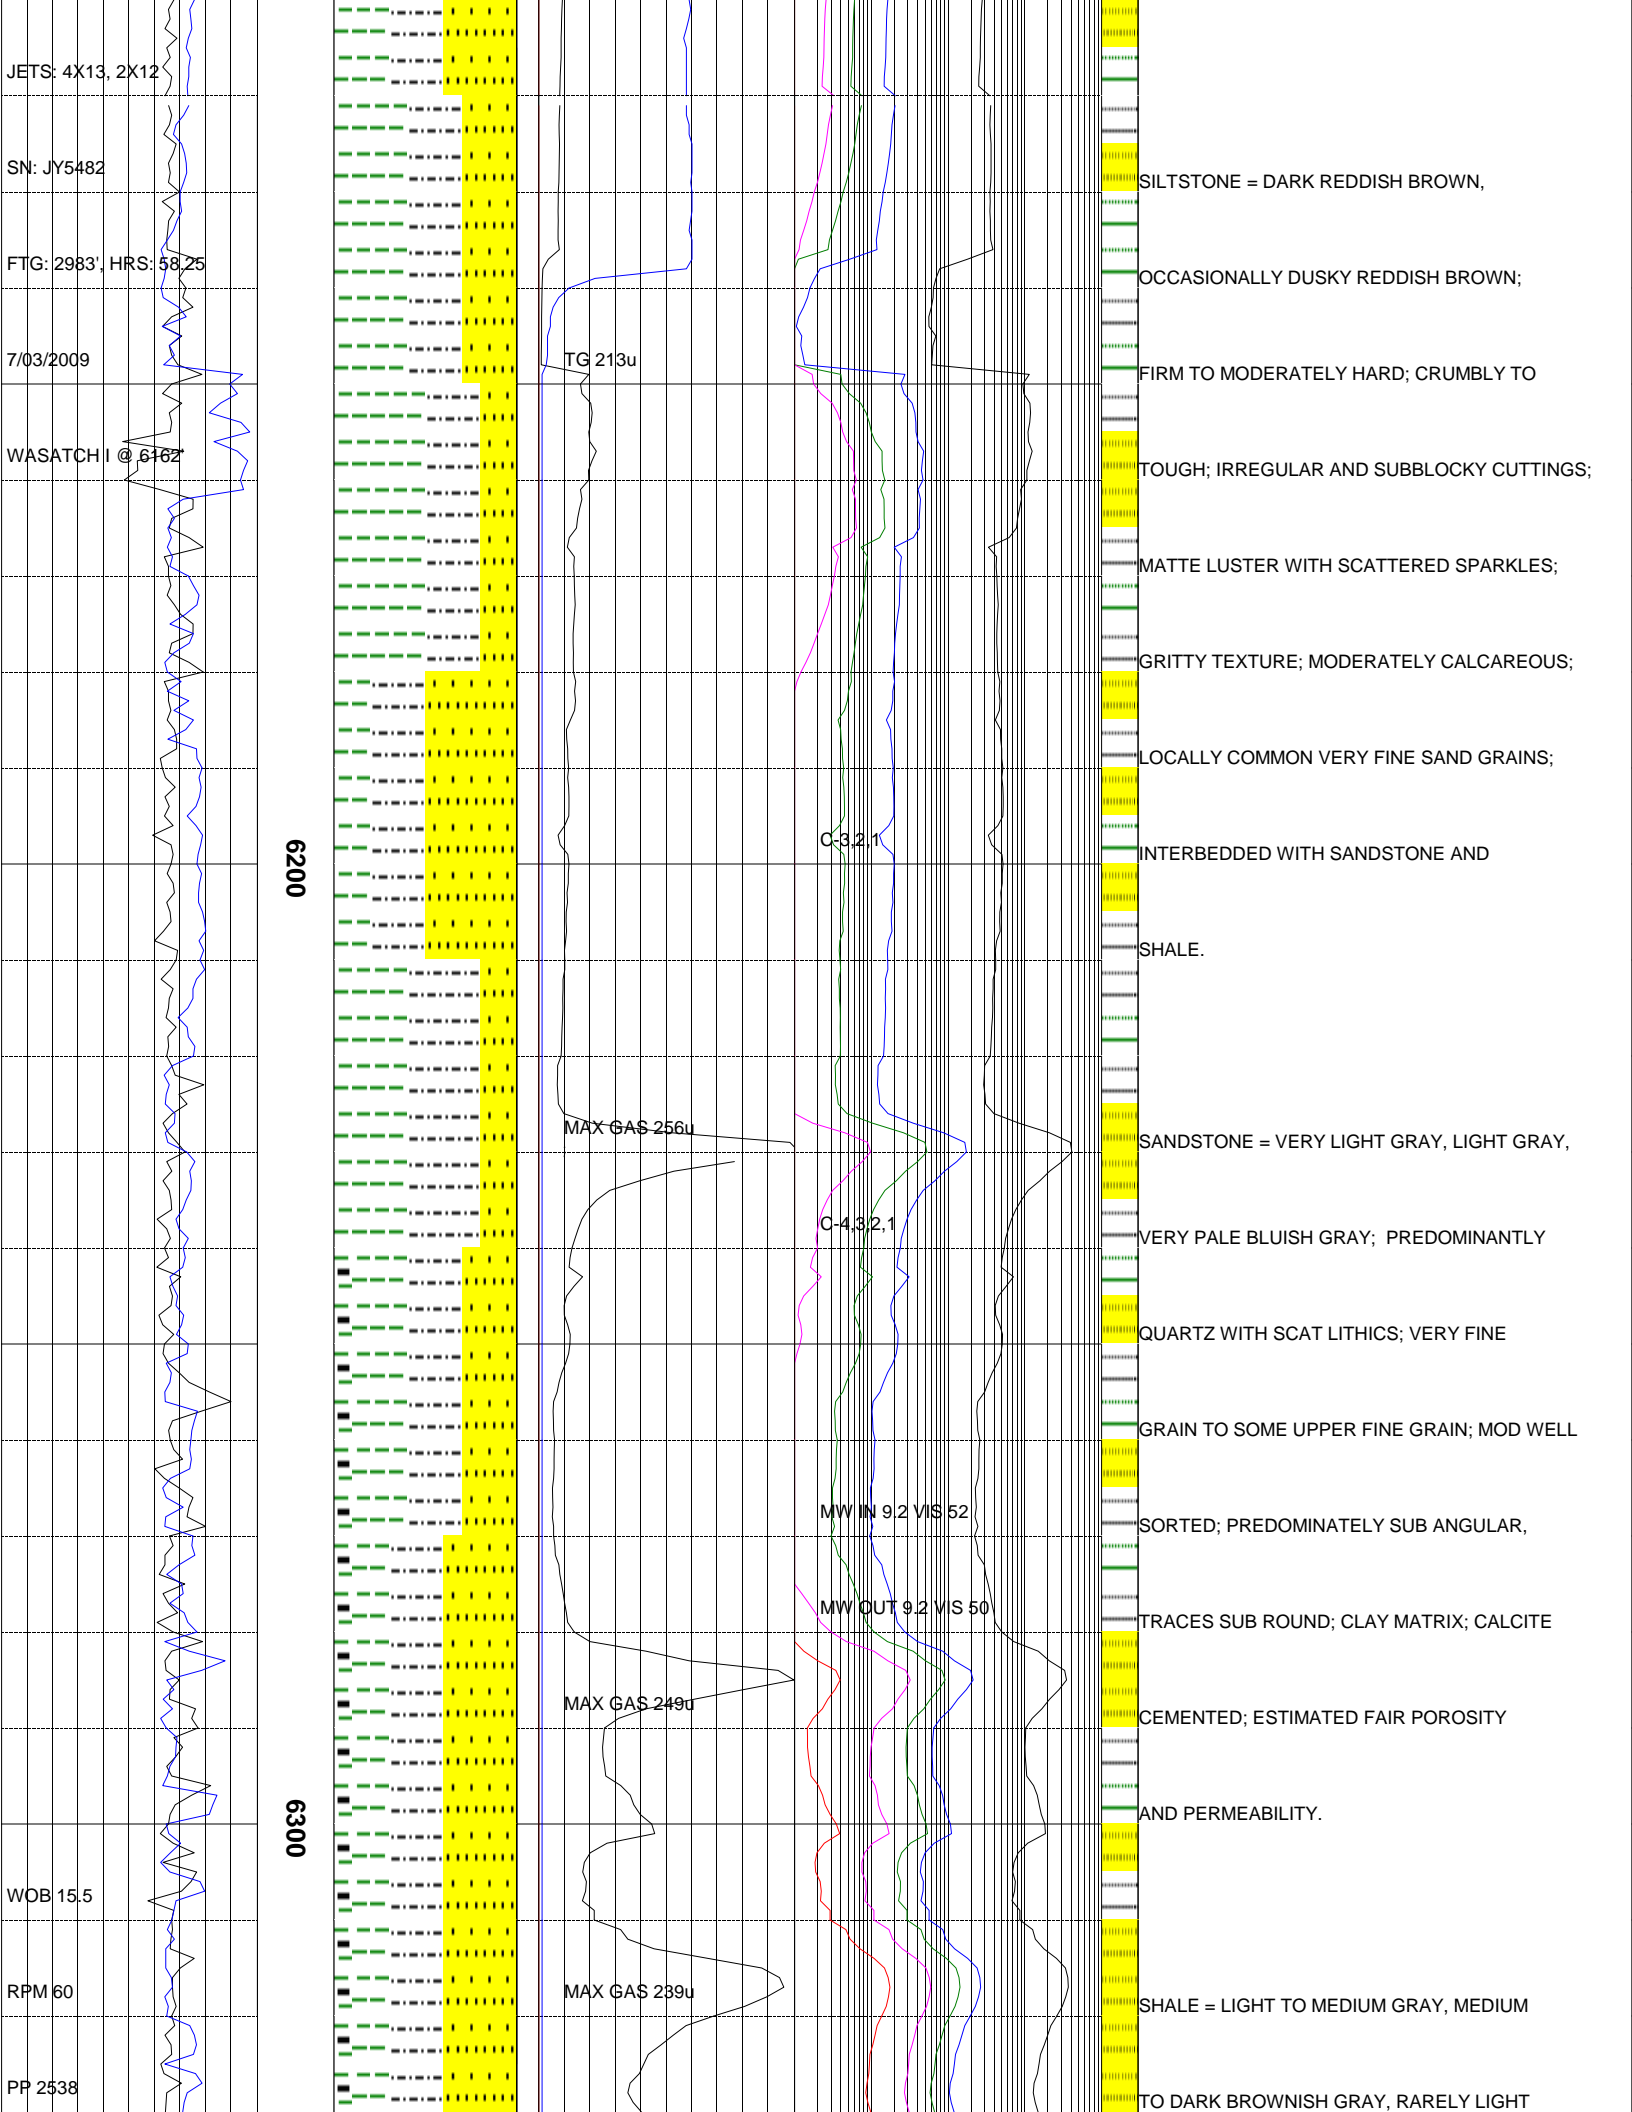 JETS: 4X13, 2X12
SN: JY5482
FTG: 2983', HRS: 58.25
7/03/2009
WASATCH I @ 6162'
WOB 15.5
RPM 60
PP 2538
6200
6300
TG 213u
C-3,2,1
MAX GAS 256u
C-4,3,2,1
MW IN 9.2 VIS 52
MW OUT 9.2 VIS 50
MAX GAS 249u
MAX GAS 239u
SILTSTONE = DARK REDDISH BROWN,
OCCASIONALLY DUSKY REDDISH BROWN;
FIRM TO MODERATELY HARD; CRUMBLY TO
TOUGH; IRREGULAR AND SUBBLOCKY CUTTINGS;
MATTE LUSTER WITH SCATTERED SPARKLES;
GRITTY TEXTURE; MODERATELY CALCAREOUS;
LOCALLY COMMON VERY FINE SAND GRAINS;
INTERBEDDED WITH SANDSTONE AND
SHALE.
SANDSTONE = VERY LIGHT GRAY, LIGHT GRAY,
VERY PALE BLUISH GRAY;  PREDOMINANTLY
QUARTZ WITH SCAT LITHICS; VERY FINE
GRAIN TO SOME UPPER FINE GRAIN; MOD WELL
SORTED; PREDOMINATELY SUB ANGULAR,
TRACES SUB ROUND; CLAY MATRIX; CALCITE
CEMENTED; ESTIMATED FAIR POROSITY
AND PERMEABILITY.
SHALE = LIGHT TO MEDIUM GRAY, MEDIUM
TO DARK BROWNISH GRAY, RARELY LIGHT